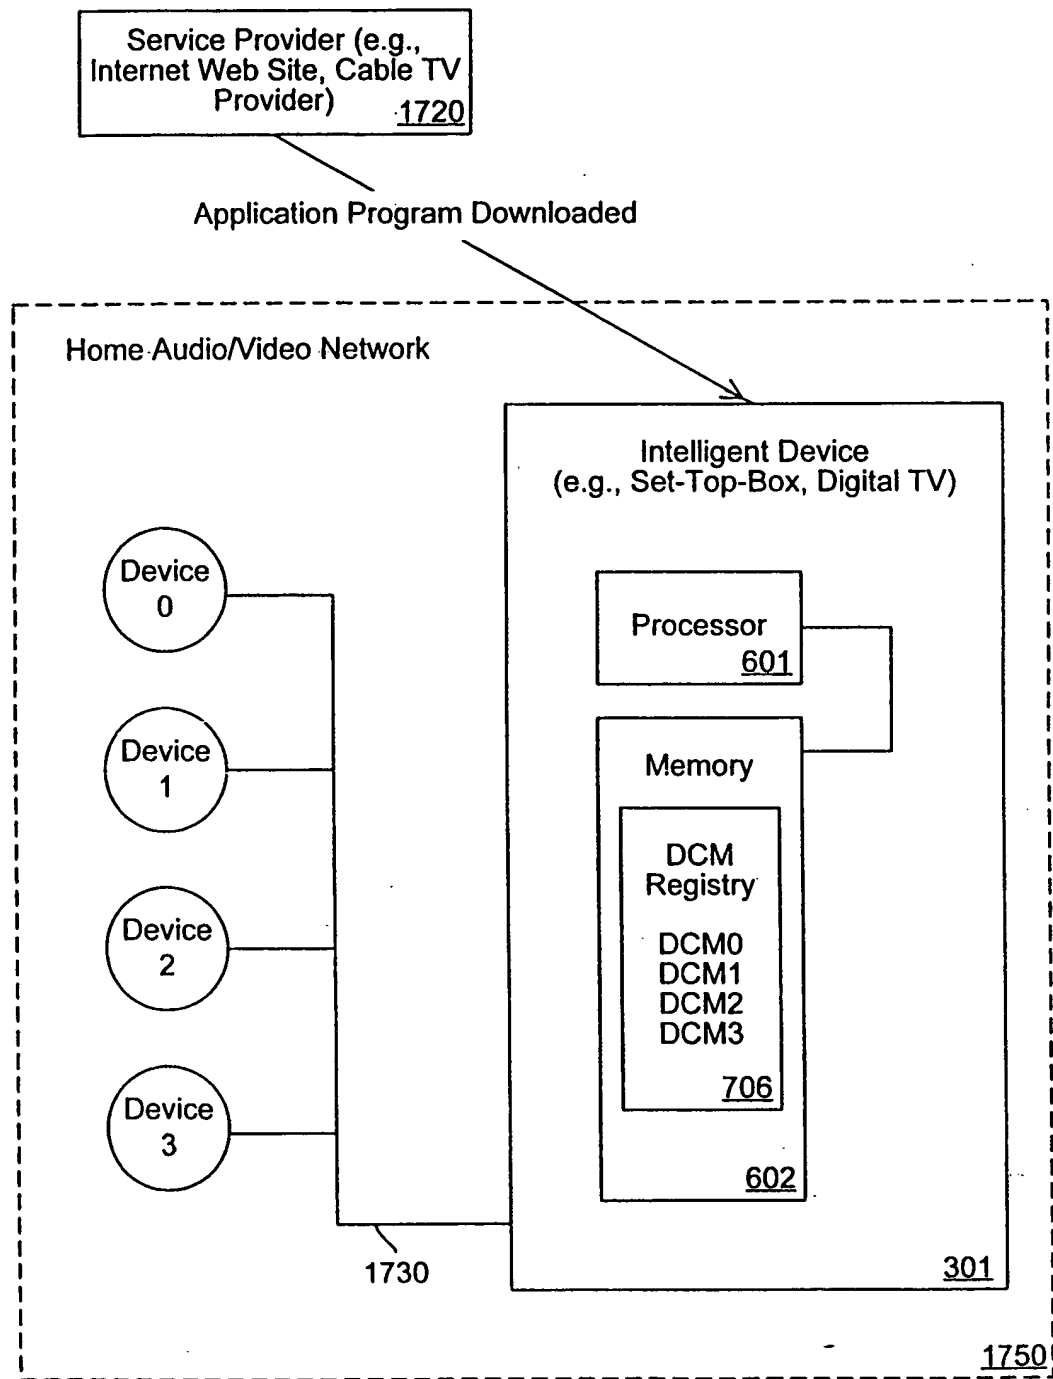 Service Provider (e.g.,
Internet Web Site, Cable TV
Provider)
1720
Application Program Downloaded
Home Audio/Video Network
Intelligent Device
(e.g., Set-Top-Box, Digital TV)
Device
0
Processor
601
Device
1
Memory
DCM
Registry
DCM0
DCM1
DCM2
DCM3
706
Device
2
Device
3
602
1730
301
1750